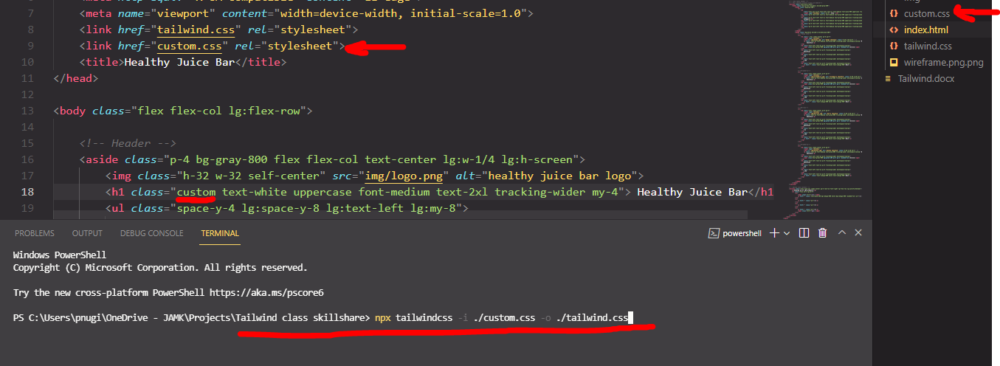 7 <meta name="viewport" content="width=device-width, initial-scale=1.0">
8 <link href="tailwind.css" rel="stylesheet">
9 <link href="custom.css" rel="stylesheet">
10 <title>Healthy Juice Bar</title>
11 </head>
12
13 <body class="flex flex-col lg:flex-row">
14
15 <!-- Header -->
16 <aside class="p-4 bg-gray-800 flex flex-col text-center lg:w-1/4 lg:h-screen">
17 <img class="h-32 w-32 self-center" src="img/logo.png" alt="healthy juice bar logo">
18 <h1 class="custom text-white uppercase font-medium text-2xl tracking-wider my-4"> Healthy Juice Bar</h1
19 <ul class="space-y-4 lg:space-y-8 lg:text-left lg:my-8">
custom.css
index.html
tailwind.css
wireframe.png.png
Tailwind.docx
PROBLEMS OUTPUT DEBUG CONSOLE TERMINAL powershell
Windows PowerShell
Copyright (C) Microsoft Corporation. All rights reserved.
Try the new cross-platform PowerShell https://aka.ms/pscore6
PS C:\Users\pnugi\OneDrive - JAMK\Projects\Tailwind class skillshare> npx tailwindcss -i ./custom.css -o ./tailwind.css